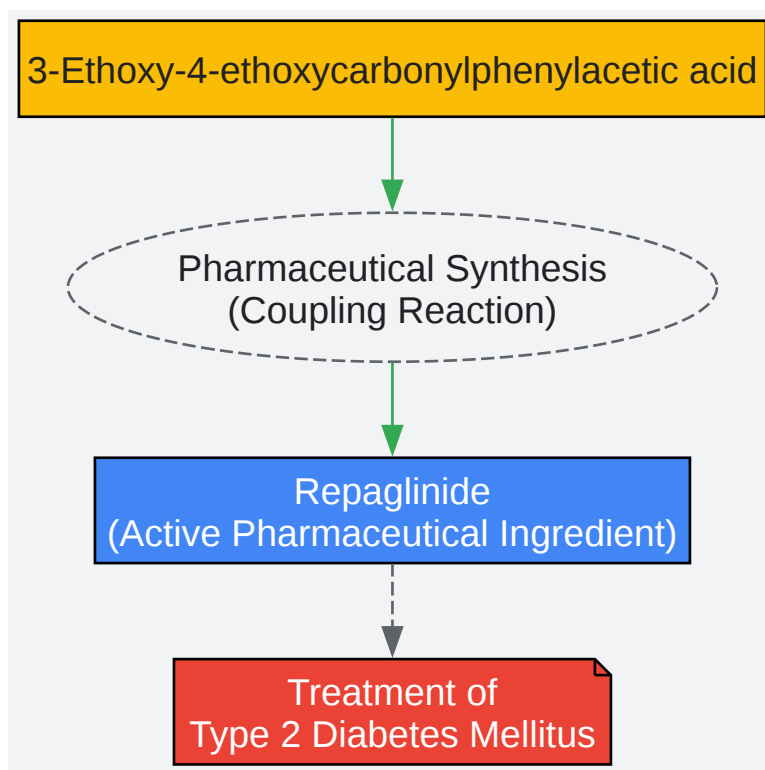 3-Ethoxy-4-ethoxycarbonylphenylacetic acid
Pharmaceutical Synthesis
(Coupling Reaction)
Repaglinide
(Active Pharmaceutical Ingredient)
Treatment of
Type 2 Diabetes Mellitus